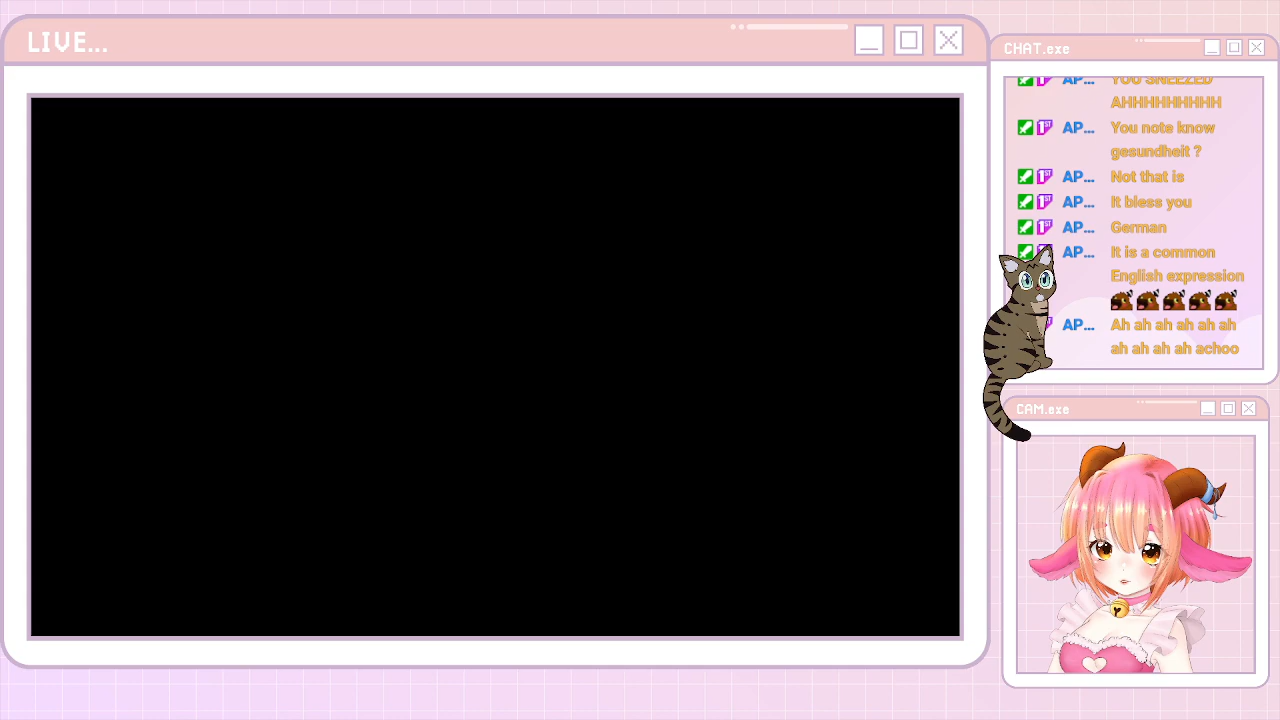 LIVE...
CHAT.exe
AP... YOU SNEEZED
AHHHHHHHHH
AP... You note know
gesundheit ?
AP... Not that is
AP... It bless you
AP... German
AP... It is a common
English expression
AP... Ah ah ah ah ah ah
ah ah ah ah achoo
CAM.exe